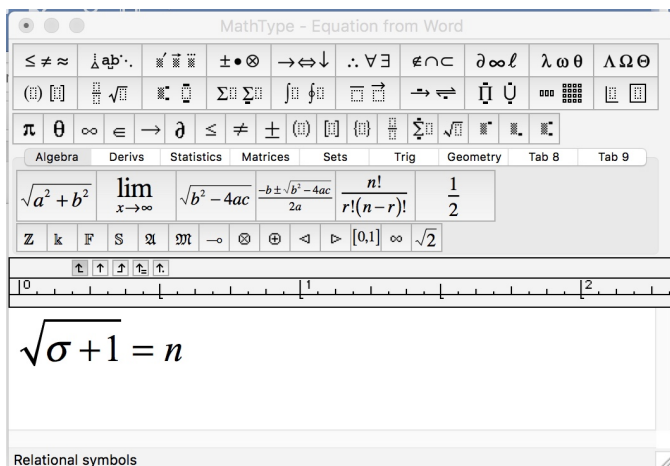 MathType - Equation from Word
≤ ≠ ≈ ⅈab⋱ ± • ⊗ → ⇔ ↓ ∴ ∀ ∃ ∉ ∩ ⊂ ∂ ∞ ℓ λ ω θ Λ Ω Θ
π θ ∞ ∈ → ∂ ≤ ≠ ±
Algebra Derivs Statistics Matrices Sets Trig Geometry Tab 8 Tab 9
√(a² + b²) lim x→∞ √(b² − 4ac) (−b ± √(b² − 4ac))/2a n!/r!(n − r)! 1/2
ℤ 𝕜 𝔽 𝕊 𝔄 𝔐 ⊸ ⊗ ⊕ ⊲ ⊳ [0,1] ∞ √2
0 1 2
√(σ + 1) = n
Relational symbols